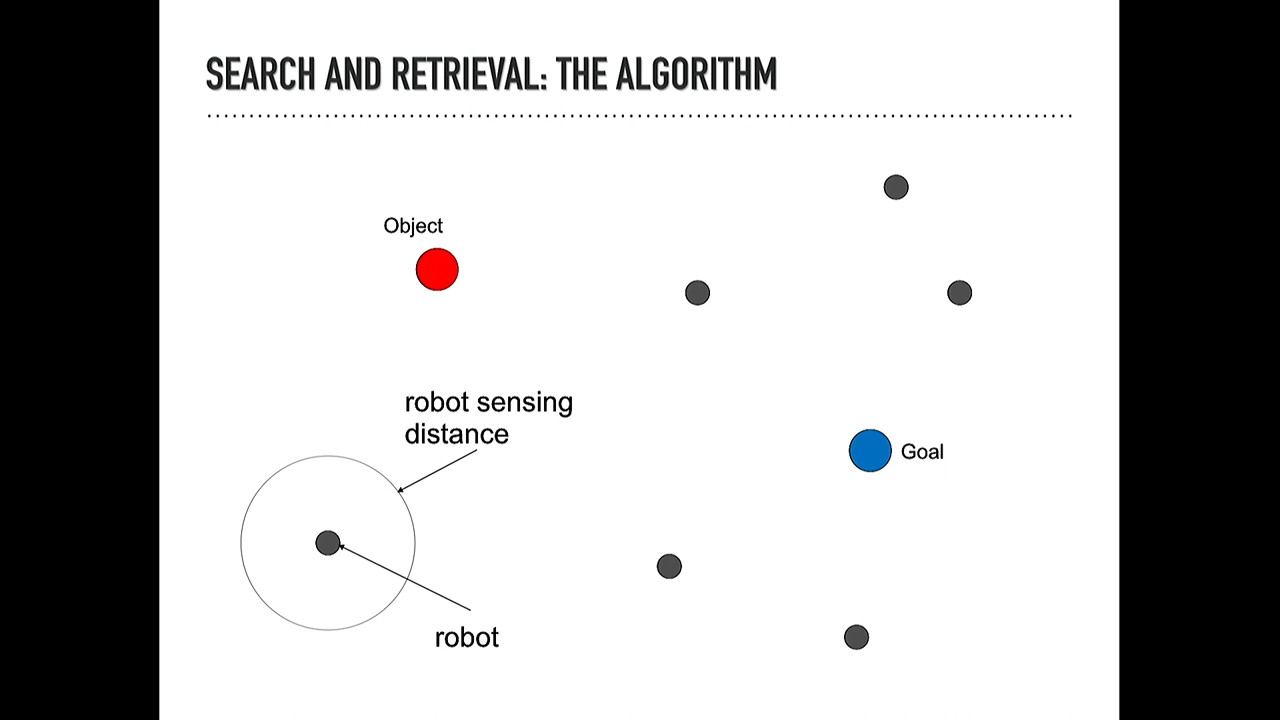 SEARCH AND RETRIEVAL: THE ALGORITHM
Object
robot sensing
distance
Goal
robot